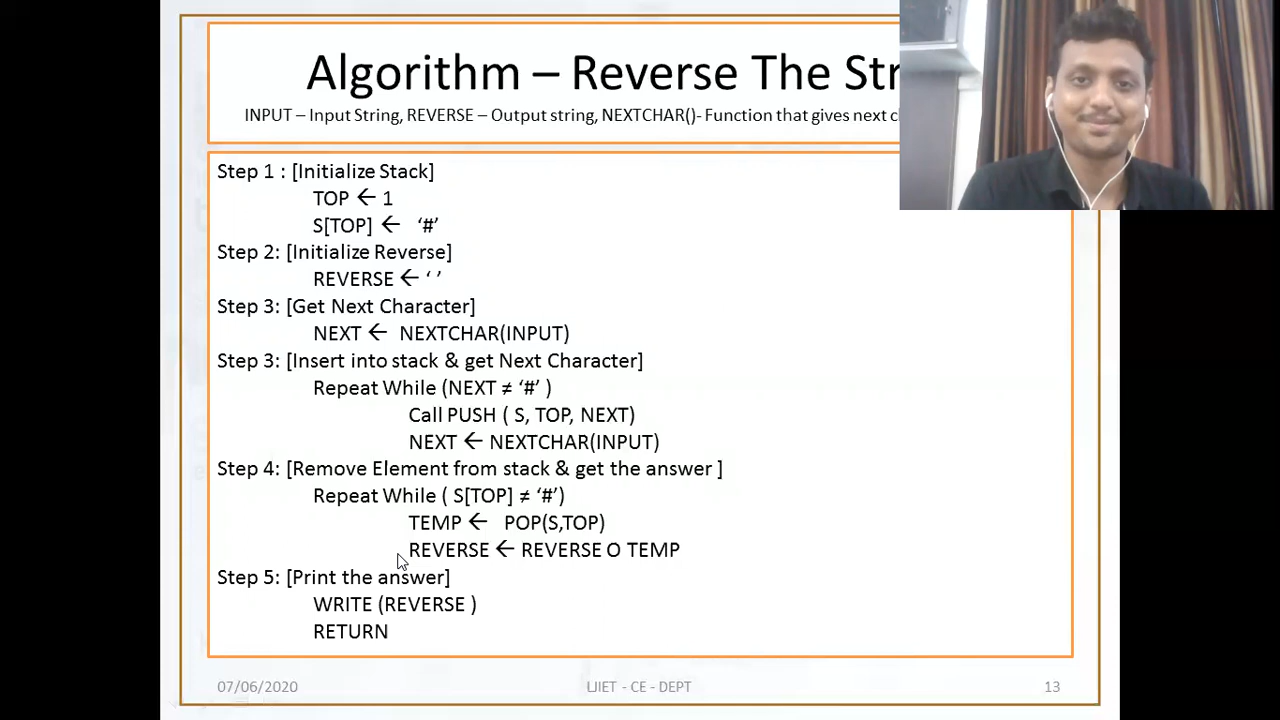 Algorithm – Reverse The
INPUT – Input String, REVERSE – Output string, NEXTCHAR()- Function that gives next
Step 1 : [Initialize Stack]
TOP ← 1
S[TOP] ← ‘#’
Step 2: [Initialize Reverse]
REVERSE ← ‘ ’
Step 3: [Get Next Character]
NEXT ← NEXTCHAR(INPUT)
Step 3: [Insert into stack & get Next Character]
Repeat While (NEXT ≠ ‘#’ )
Call PUSH ( S, TOP, NEXT)
NEXT ← NEXTCHAR(INPUT)
Step 4: [Remove Element from stack & get the answer ]
Repeat While ( S[TOP] ≠ ‘#’)
TEMP ← POP(S,TOP)
REVERSE ← REVERSE O TEMP
Step 5: [Print the answer]
WRITE (REVERSE )
RETURN
07/06/2020 LJIET - CE - DEPT 13